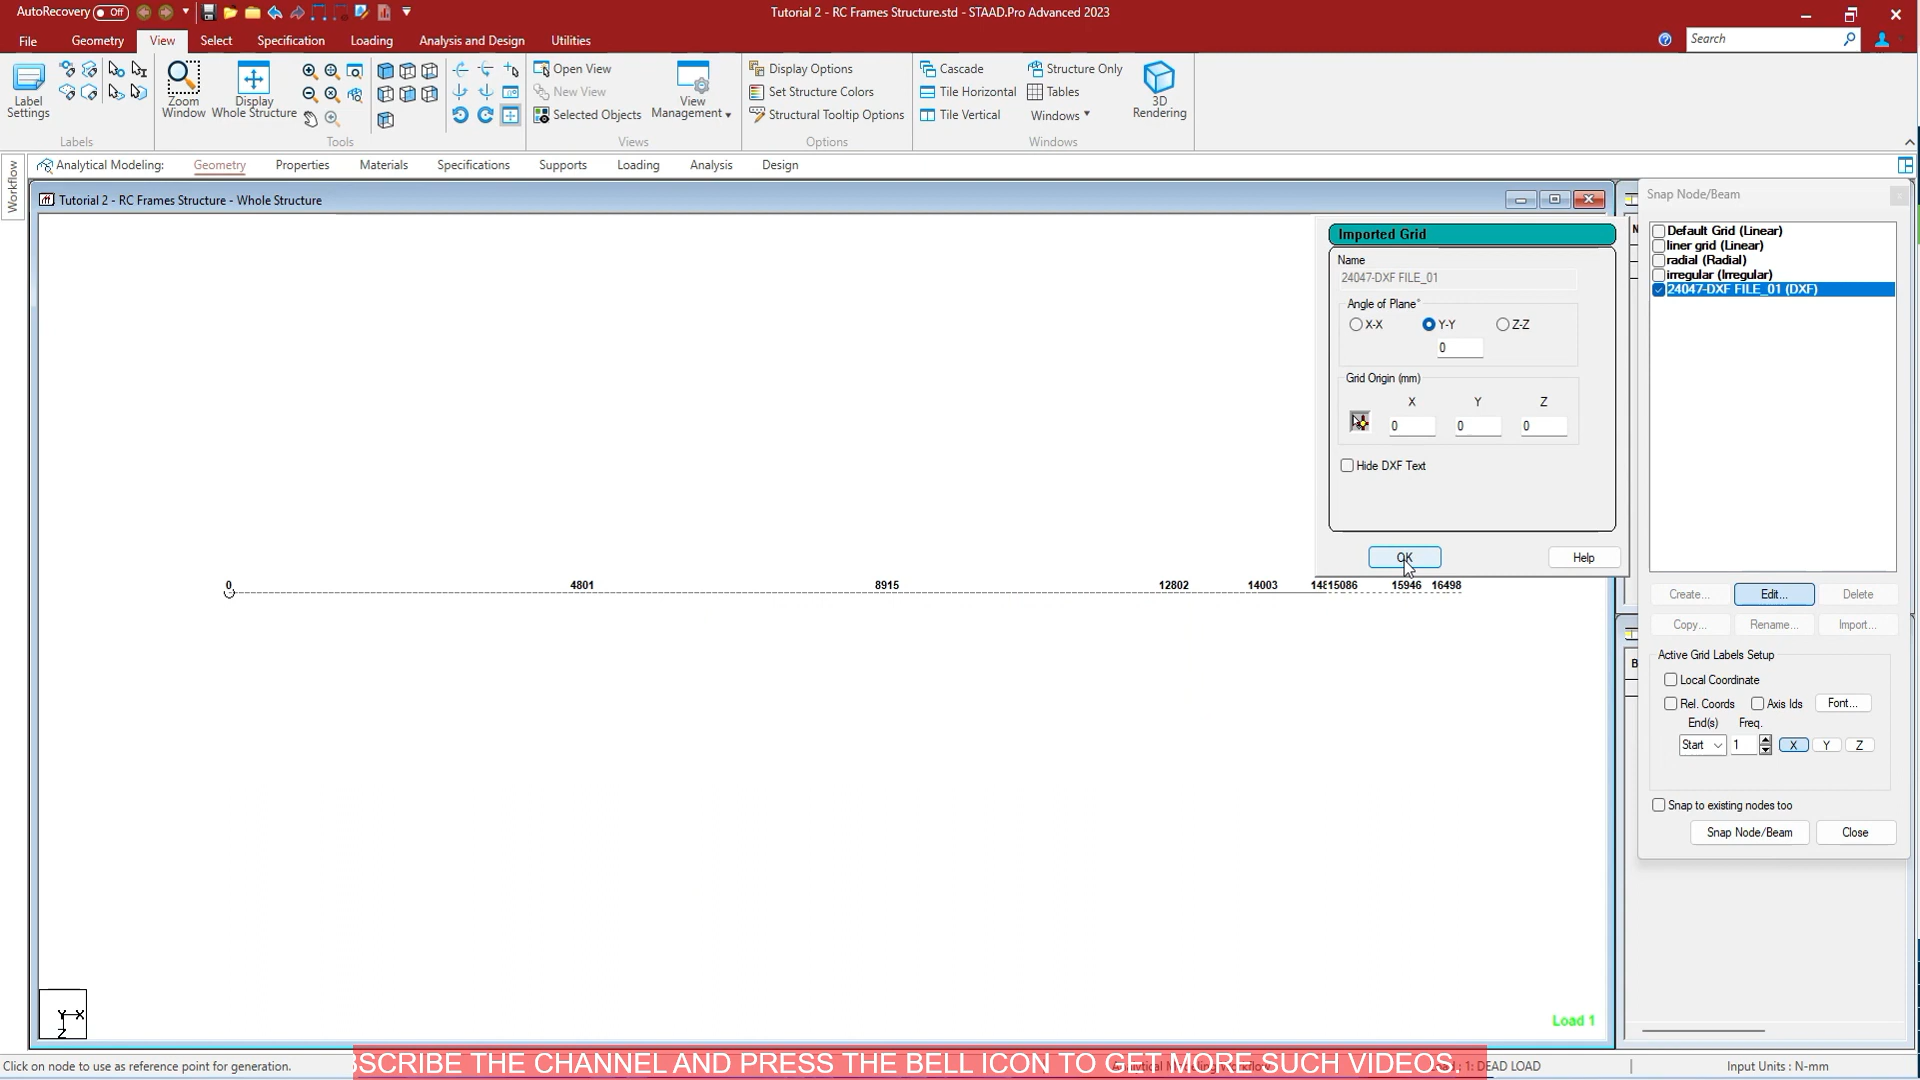 AutoRecovery Off
Tutorial 2 - RC Frames Structure.std - STAAD.Pro Advanced 2023
File Geometry View Select Specification Loading Analysis and Design Utilities
Search
Label Settings
Labels
Zoom Window
Display Whole Structure
Tools
Open View
New View
Selected Objects
View Management
Views
Display Options
Set Structure Colors
Structural Tooltip Options
Options
Cascade
Tile Horizontal
Tile Vertical
Structure Only
Tables
Windows
Windows
3D Rendering
Workflow
Analytical Modeling: Geometry Properties Materials Specifications Supports Loading Analysis Design
Tutorial 2 - RC Frames Structure - Whole Structure
Imported Grid
Name
24047-DXF FILE_01
Angle of Plane°
X-X Y-Y Z-Z
0
Grid Origin (mm)
X Y Z
0 0 0
Hide DXF Text
OK Help
Snap Node/Beam
Default Grid (Linear)
liner grid (Linear)
radial (Radial)
irregular (Irregular)
24047-DXF FILE_01 (DXF)
Create... Edit... Delete
Copy... Rename... Import...
Active Grid Labels Setup
Local Coordinate
Rel. Coords Axis Ids Font...
End(s) Freq.
Start 1 X Y Z
Snap to existing nodes too
Snap Node/Beam Close
0 4801 8915 12802 14003 15086 15946 16498
Y X
Z
Load 1
Click on node to use as reference point for generation.
BSCRIBE THE CHANNEL AND PRESS THE BELL ICON TO GET MORE SUCH VIDEOS.
1: DEAD LOAD
Input Units : N-mm